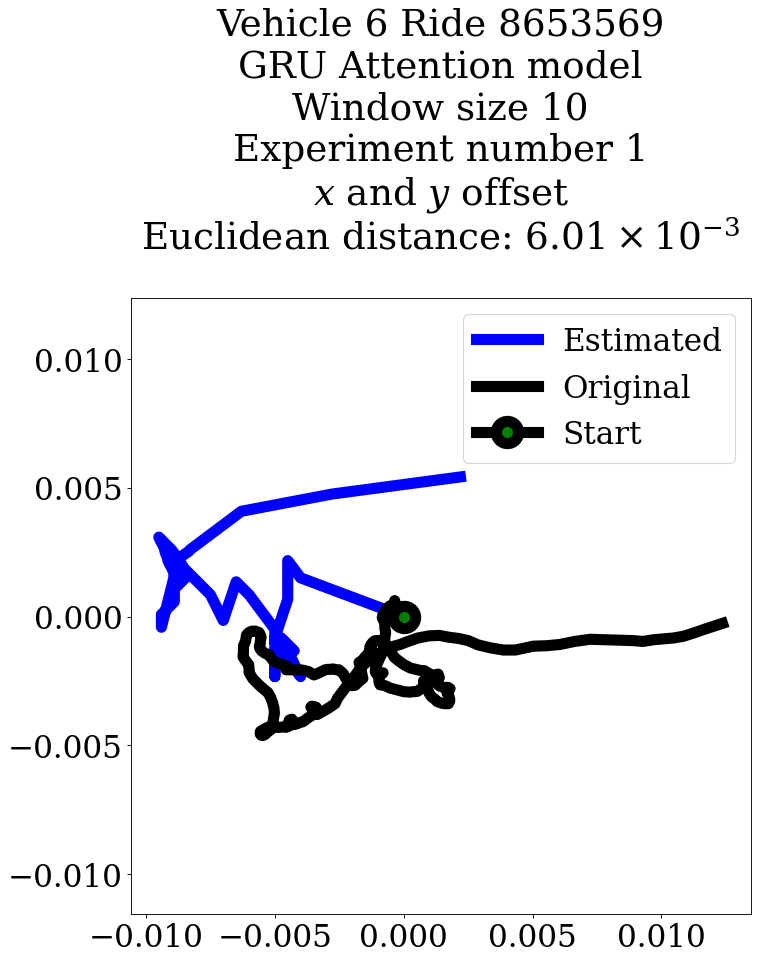 Vehicle 6 Ride 8653569
GRU Attention model
Window size 10
Experiment number 1
x and y offset
Euclidean distance: 6.01 × 10⁻³
Estimated
Original
Start
0.010
0.005
0.000
−0.005
−0.010
−0.010 −0.005 0.000 0.005 0.010